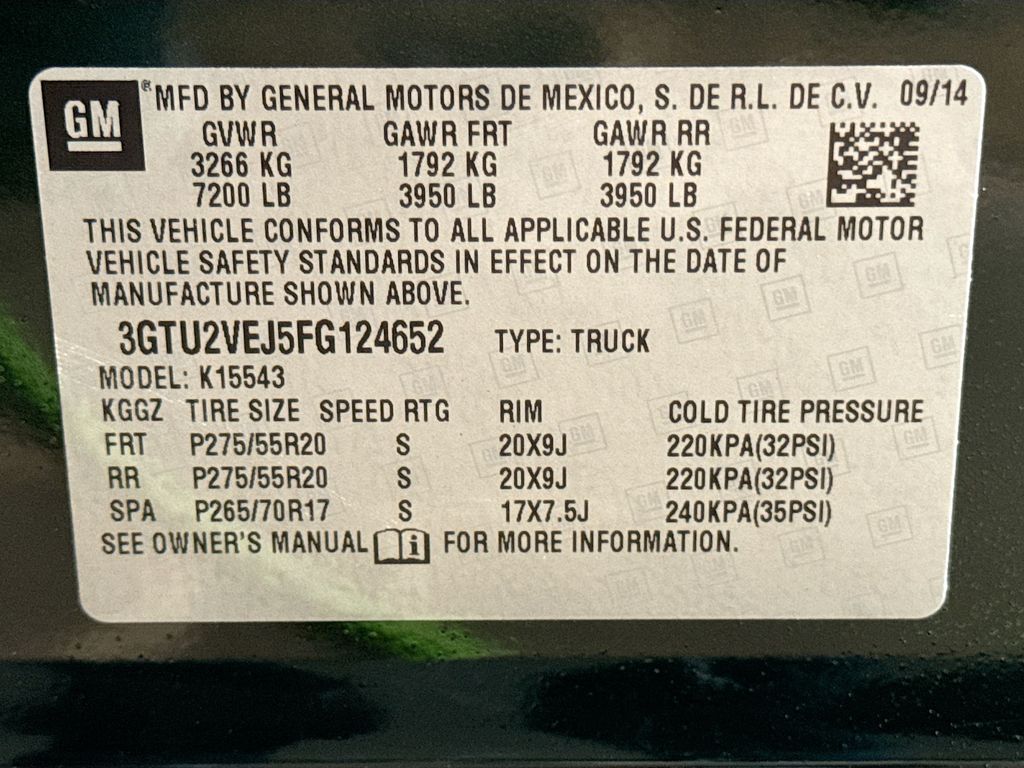 GM ® MFD BY GENERAL MOTORS DE MEXICO, S. DE R.L. DE C.V. 09/14
GVWR GAWR FRT GAWR RR
3266 KG 1792 KG 1792 KG
7200 LB 3950 LB 3950 LB
THIS VEHICLE CONFORMS TO ALL APPLICABLE U.S. FEDERAL MOTOR
VEHICLE SAFETY STANDARDS IN EFFECT ON THE DATE OF
MANUFACTURE SHOWN ABOVE.
3GTU2VEJ5FG124652 TYPE: TRUCK
MODEL: K15543
KGGZ TIRE SIZE SPEED RTG RIM COLD TIRE PRESSURE
FRT P275/55R20 S 20X9J 220KPA(32PSI)
RR P275/55R20 S 20X9J 220KPA(32PSI)
SPA P265/70R17 S 17X7.5J 240KPA(35PSI)
SEE OWNER'S MANUAL i FOR MORE INFORMATION.